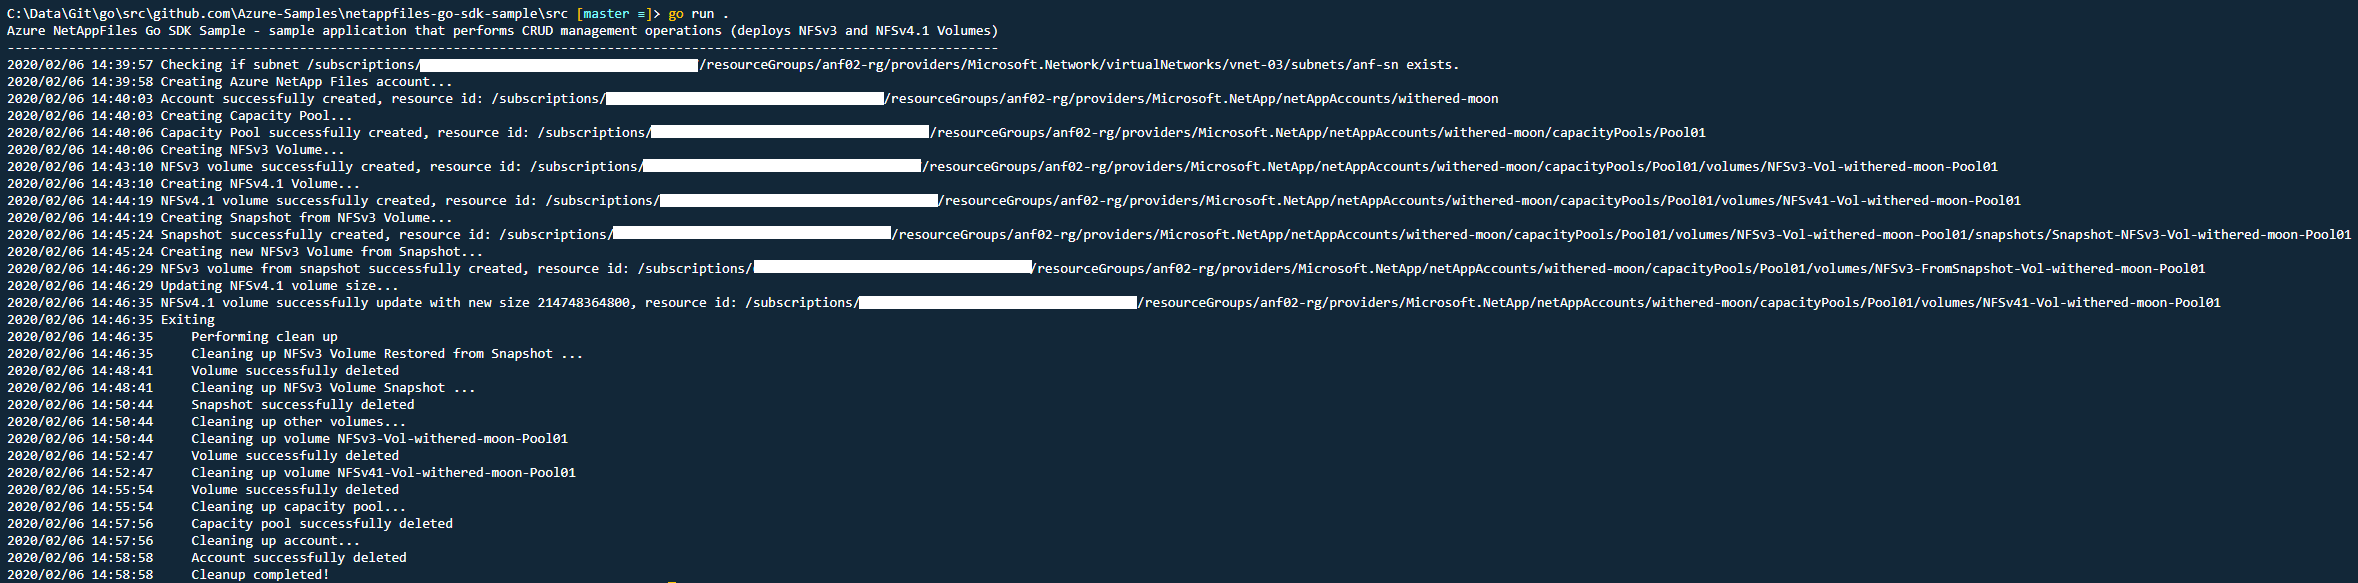 C:\Data\Git\go\src\github.com\Azure-Samples\netappfiles-go-sdk-sample\src [master ≡]> go run .
Azure NetAppFiles Go SDK Sample - sample application that performs CRUD management operations (deploys NFSv3 and NFSv4.1 Volumes)
---------------------------------------------------------------------------------------------------------------------------------
2020/02/06 14:39:57 Checking if subnet /subscriptions/ /resourceGroups/anf02-rg/providers/Microsoft.Network/virtualNetworks/vnet-03/subnets/anf-sn exists.
2020/02/06 14:39:58 Creating Azure NetApp Files account...
2020/02/06 14:40:03 Account successfully created, resource id: /subscriptions/ /resourceGroups/anf02-rg/providers/Microsoft.NetApp/netAppAccounts/withered-moon
2020/02/06 14:40:03 Creating Capacity Pool...
2020/02/06 14:40:06 Capacity Pool successfully created, resource id: /subscriptions/ /resourceGroups/anf02-rg/providers/Microsoft.NetApp/netAppAccounts/withered-moon/capacityPools/Pool01
2020/02/06 14:40:06 Creating NFSv3 Volume...
2020/02/06 14:43:10 NFSv3 volume successfully created, resource id: /subscriptions/ /resourceGroups/anf02-rg/providers/Microsoft.NetApp/netAppAccounts/withered-moon/capacityPools/Pool01/volumes/NFSv3-Vol-withered-moon-Pool01
2020/02/06 14:43:10 Creating NFSv4.1 Volume...
2020/02/06 14:44:19 NFSv4.1 volume successfully created, resource id: /subscriptions/ /resourceGroups/anf02-rg/providers/Microsoft.NetApp/netAppAccounts/withered-moon/capacityPools/Pool01/volumes/NFSv41-Vol-withered-moon-Pool01
2020/02/06 14:44:19 Creating Snapshot from NFSv3 Volume...
2020/02/06 14:45:24 Snapshot successfully created, resource id: /subscriptions/ /resourceGroups/anf02-rg/providers/Microsoft.NetApp/netAppAccounts/withered-moon/capacityPools/Pool01/volumes/NFSv3-Vol-withered-moon-Pool01/snapshots/Snapshot-NFSv3-Vol-withered-moon-Pool01
2020/02/06 14:45:24 Creating new NFSv3 Volume from Snapshot...
2020/02/06 14:46:29 NFSv3 volume from snapshot successfully created, resource id: /subscriptions/ /resourceGroups/anf02-rg/providers/Microsoft.NetApp/netAppAccounts/withered-moon/capacityPools/Pool01/volumes/NFSv3-FromSnapshot-Vol-withered-moon-Pool01
2020/02/06 14:46:29 Updating NFSv4.1 volume size...
2020/02/06 14:46:35 NFSv4.1 volume successfully update with new size 214748364800, resource id: /subscriptions/ /resourceGroups/anf02-rg/providers/Microsoft.NetApp/netAppAccounts/withered-moon/capacityPools/Pool01/volumes/NFSv41-Vol-withered-moon-Pool01
2020/02/06 14:46:35 Exiting
2020/02/06 14:46:35     Performing clean up
2020/02/06 14:46:35     Cleaning up NFSv3 Volume Restored from Snapshot ...
2020/02/06 14:48:41     Volume successfully deleted
2020/02/06 14:48:41     Cleaning up NFSv3 Volume Snapshot ...
2020/02/06 14:50:44     Snapshot successfully deleted
2020/02/06 14:50:44     Cleaning up other volumes...
2020/02/06 14:50:44     Cleaning up volume NFSv3-Vol-withered-moon-Pool01
2020/02/06 14:52:47     Volume successfully deleted
2020/02/06 14:52:47     Cleaning up volume NFSv41-Vol-withered-moon-Pool01
2020/02/06 14:55:54     Volume successfully deleted
2020/02/06 14:55:54     Cleaning up capacity pool...
2020/02/06 14:57:56     Capacity pool successfully deleted
2020/02/06 14:57:56     Cleaning up account...
2020/02/06 14:58:58     Account successfully deleted
2020/02/06 14:58:58     Cleanup completed!